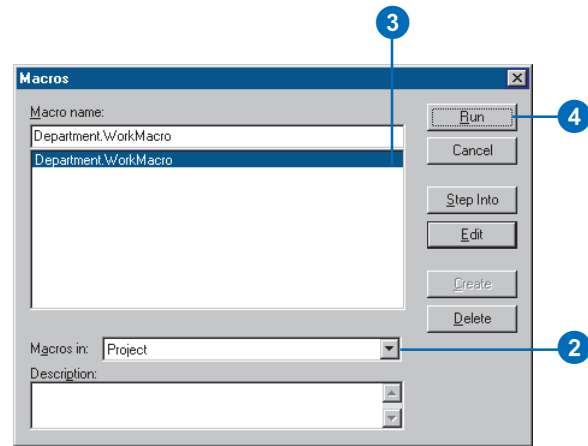 3
Macros
Macro name:
Run
4
Department.WorkMacro
Cancel
Department.WorkMacro
Step Into
Edit
Create
Delete
Macros in:
Project
2
Description: